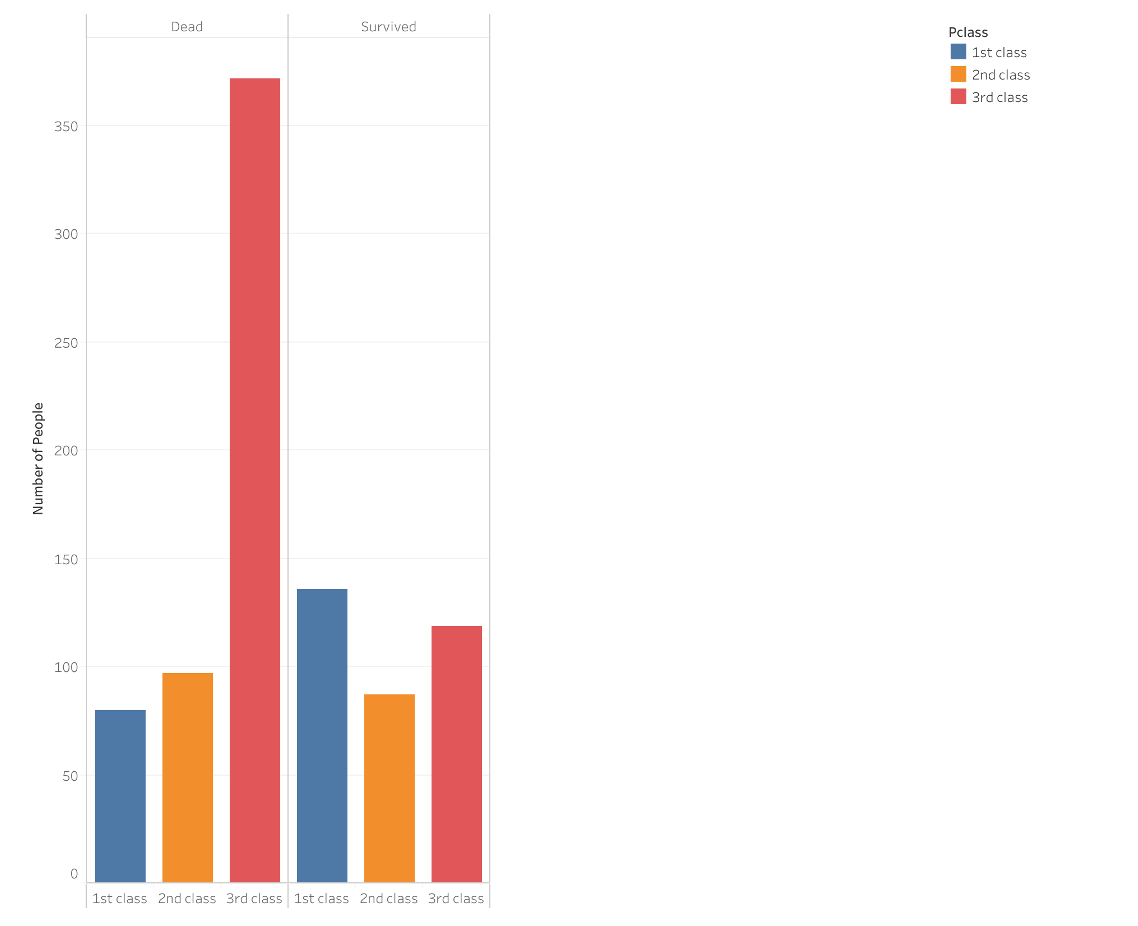 Dead
Survived
Pclass
1st class
2nd class
3rd class
350
300
250
200
150
100
50
0
Number of People
1st class 2nd class 3rd class 1st class 2nd class 3rd class